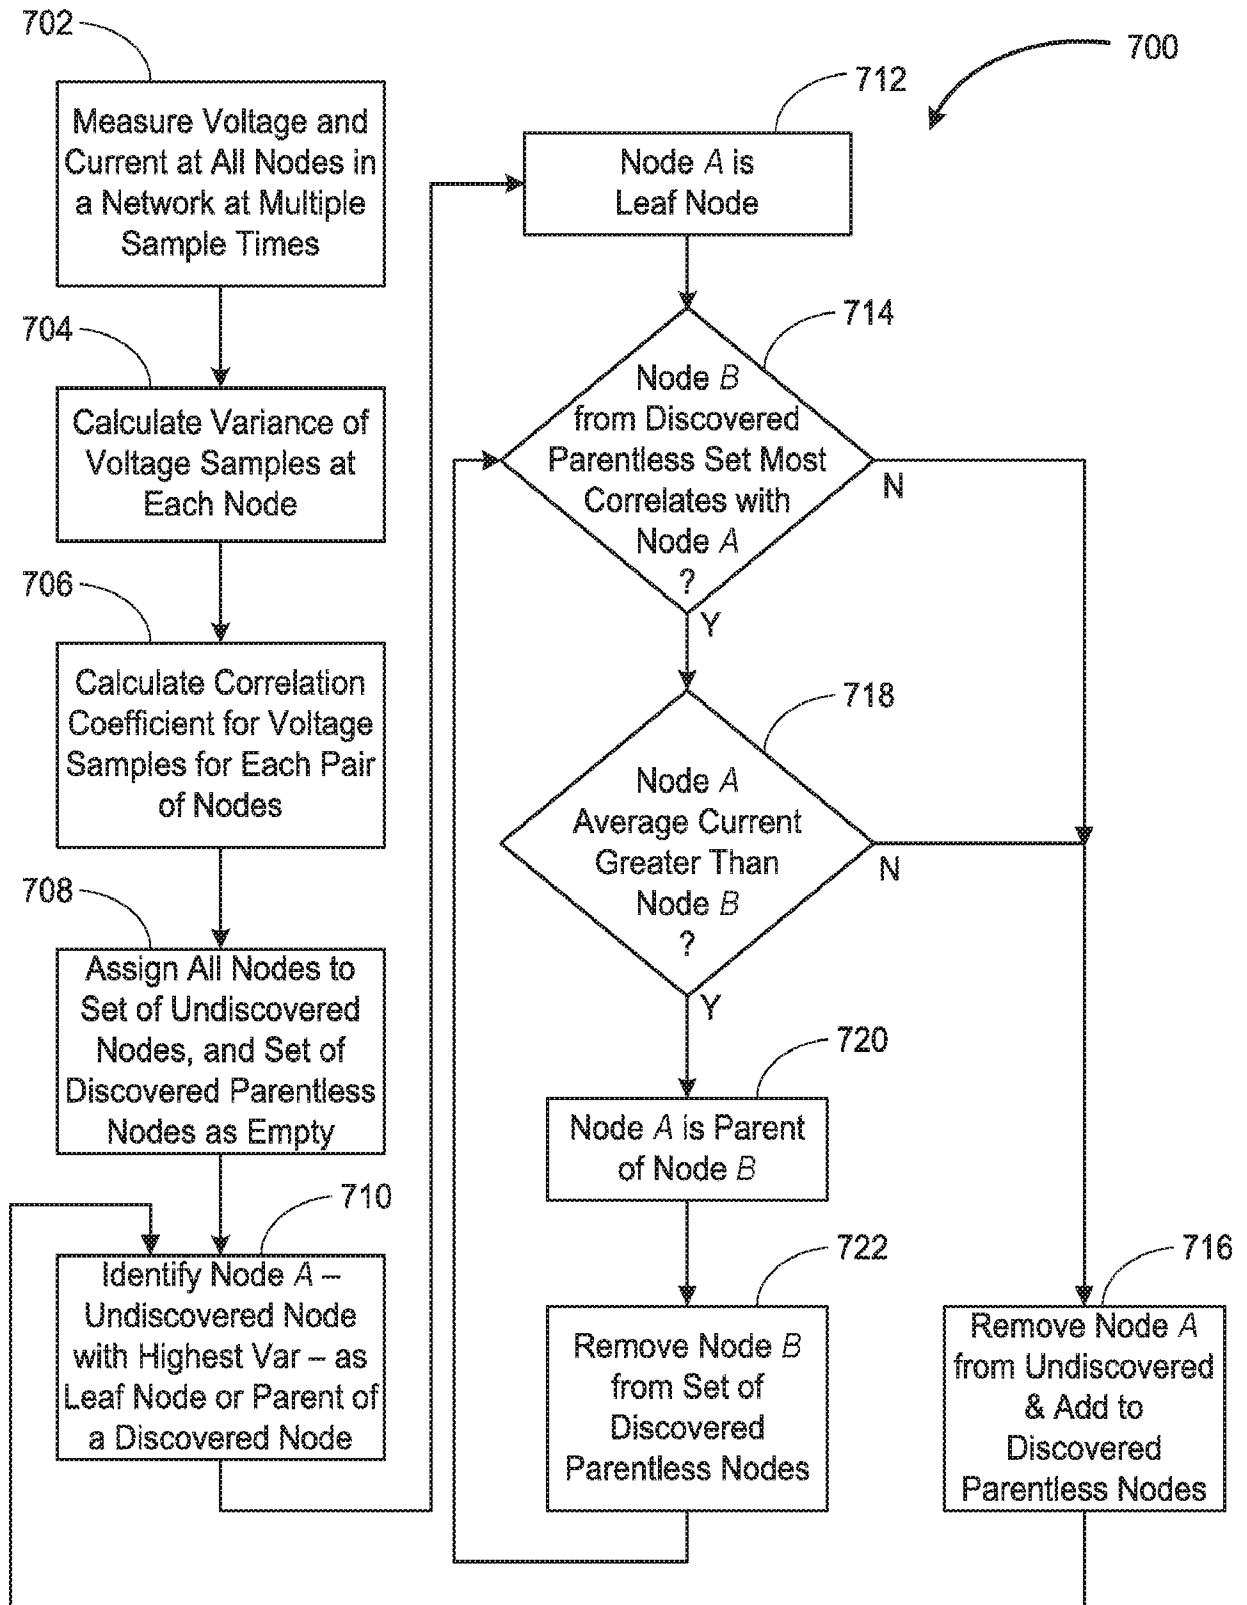 702
Measure Voltage and
Current at All Nodes in
a Network at Multiple
Sample Times
704
Calculate Variance of
Voltage Samples at
Each Node
706
Calculate Correlation
Coefficient for Voltage
Samples for Each Pair
of Nodes
708
Assign All Nodes to
Set of Undiscovered
Nodes, and Set of
Discovered Parentless
Nodes as Empty
710
Identify Node A –
Undiscovered Node
with Highest Var – as
Leaf Node or Parent of
a Discovered Node
700
712
Node A is
Leaf Node
714
Node B
from Discovered
Parentless Set Most
Correlates with
Node A
?
N
Y
718
Node A
Average Current
Greater Than
Node B
?
N
Y
720
Node A is Parent
of Node B
722
Remove Node B
from Set of
Discovered
Parentless Nodes
716
Remove Node A
from Undiscovered
& Add to
Discovered
Parentless Nodes